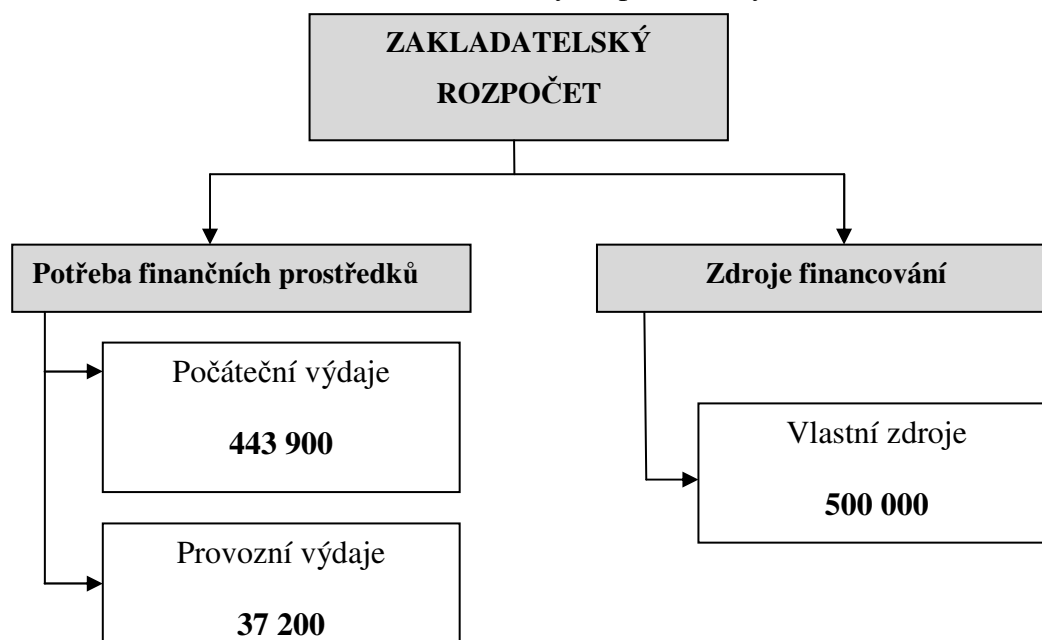 ZAKLADATELSKÝ
ROZPOČET
Potřeba finančních prostředků
Zdroje financování
Počáteční výdaje
443 900
Vlastní zdroje
500 000
Provozní výdaje
37 200